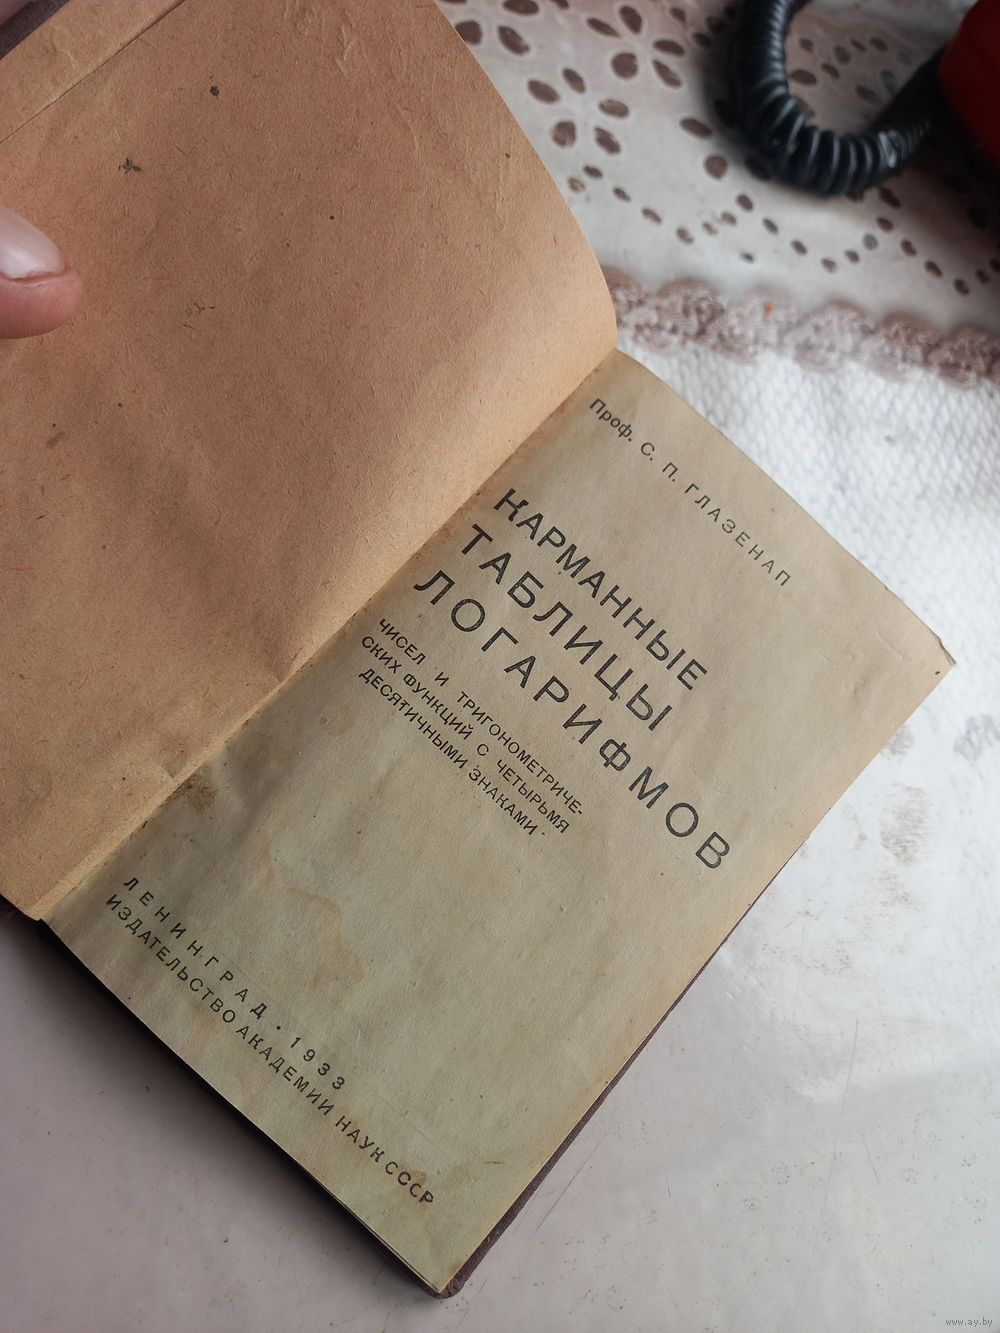 Проф. С. П. ГЛАЗЕНАП
КАРМАННЫЕ
ТАБЛИЦЫ
ЛОГАРИФМОВ
ЧИСЕЛ И ТРИГОНОМЕТРИЧЕ-
СКИХ ФУНКЦИЙ С ЧЕТЫРЬМЯ
ДЕСЯТИЧНЫМИ ЗНАКАМИ
ЛЕНИНГРАД • 1933
ИЗДАТЕЛЬСТВО АКАДЕМИИ НАУК СССР
www.ay.by